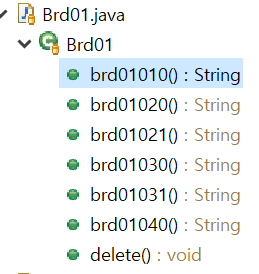 Brd01.java
Brd01
brd01010() : String
brd01020() : String
brd01021() : String
brd01030() : String
brd01031() : String
brd01040() : String
delete() : void